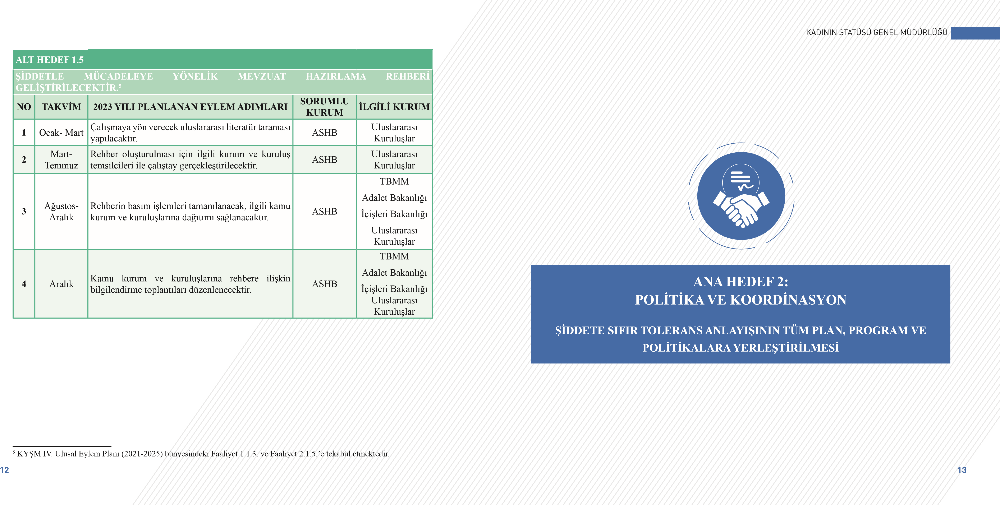 ALT HEDEF 1.5
ŞİDDETLE MÜCADELEYE YÖNELİK MEVZUAT HAZIRLAMA REHBERİ
GELİŞTİRİLECEKTİR.⁵
NO TAKVİM 2023 YILI PLANLANAN EYLEM ADIMLARI SORUMLU KURUM İLGİLİ KURUM
1
Ocak- Mart
Çalışmaya yön verecek uluslararası literatür taraması
yapılacaktır.
ASHB
Uluslararası
Kuruluşlar
2
Mart-
Temmuz
Rehber oluşturulması için ilgili kurum ve kuruluş
temsilcileri ile çalıştay gerçekleştirilecektir.
ASHB
Uluslararası
Kuruluşlar
3
Ağustos-
Aralık
Rehberin basım işlemleri tamamlanacak, ilgili kamu
kurum ve kuruluşlarına dağıtımı sağlanacaktır.
ASHB
TBMM
Adalet Bakanlığı
İçişleri Bakanlığı
Uluslararası
Kuruluşlar
4
Aralık
Kamu kurum ve kuruluşlarına rehbere ilişkin
bilgilendirme toplantıları düzenlenecektir.
ASHB
TBMM
Adalet Bakanlığı
İçişleri Bakanlığı
Uluslararası
Kuruluşlar
⁵ KYŞM IV. Ulusal Eylem Planı (2021-2025) bünyesindeki Faaliyet 1.1.3. ve Faaliyet 2.1.5.’e tekabül etmektedir.
12
KADININ STATÜSÜ GENEL MÜDÜRLÜĞÜ
ANA HEDEF 2:
POLİTİKA VE KOORDİNASYON
ŞİDDETE SIFIR TOLERANS ANLAYIŞININ TÜM PLAN, PROGRAM VE
POLİTİKALARA YERLEŞTİRİLMESİ
13